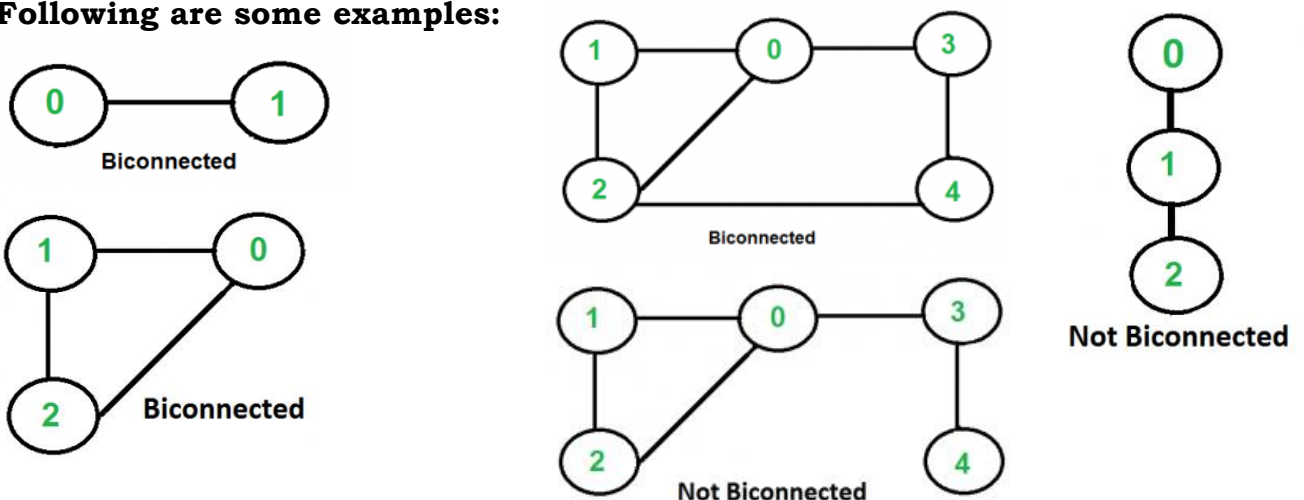 Following are some examples:
0 1
Biconnected
1 0
2
Biconnected
1 0 3
2 4
Biconnected
1 0 3
2 4
Not Biconnected
0
1
2
Not Biconnected